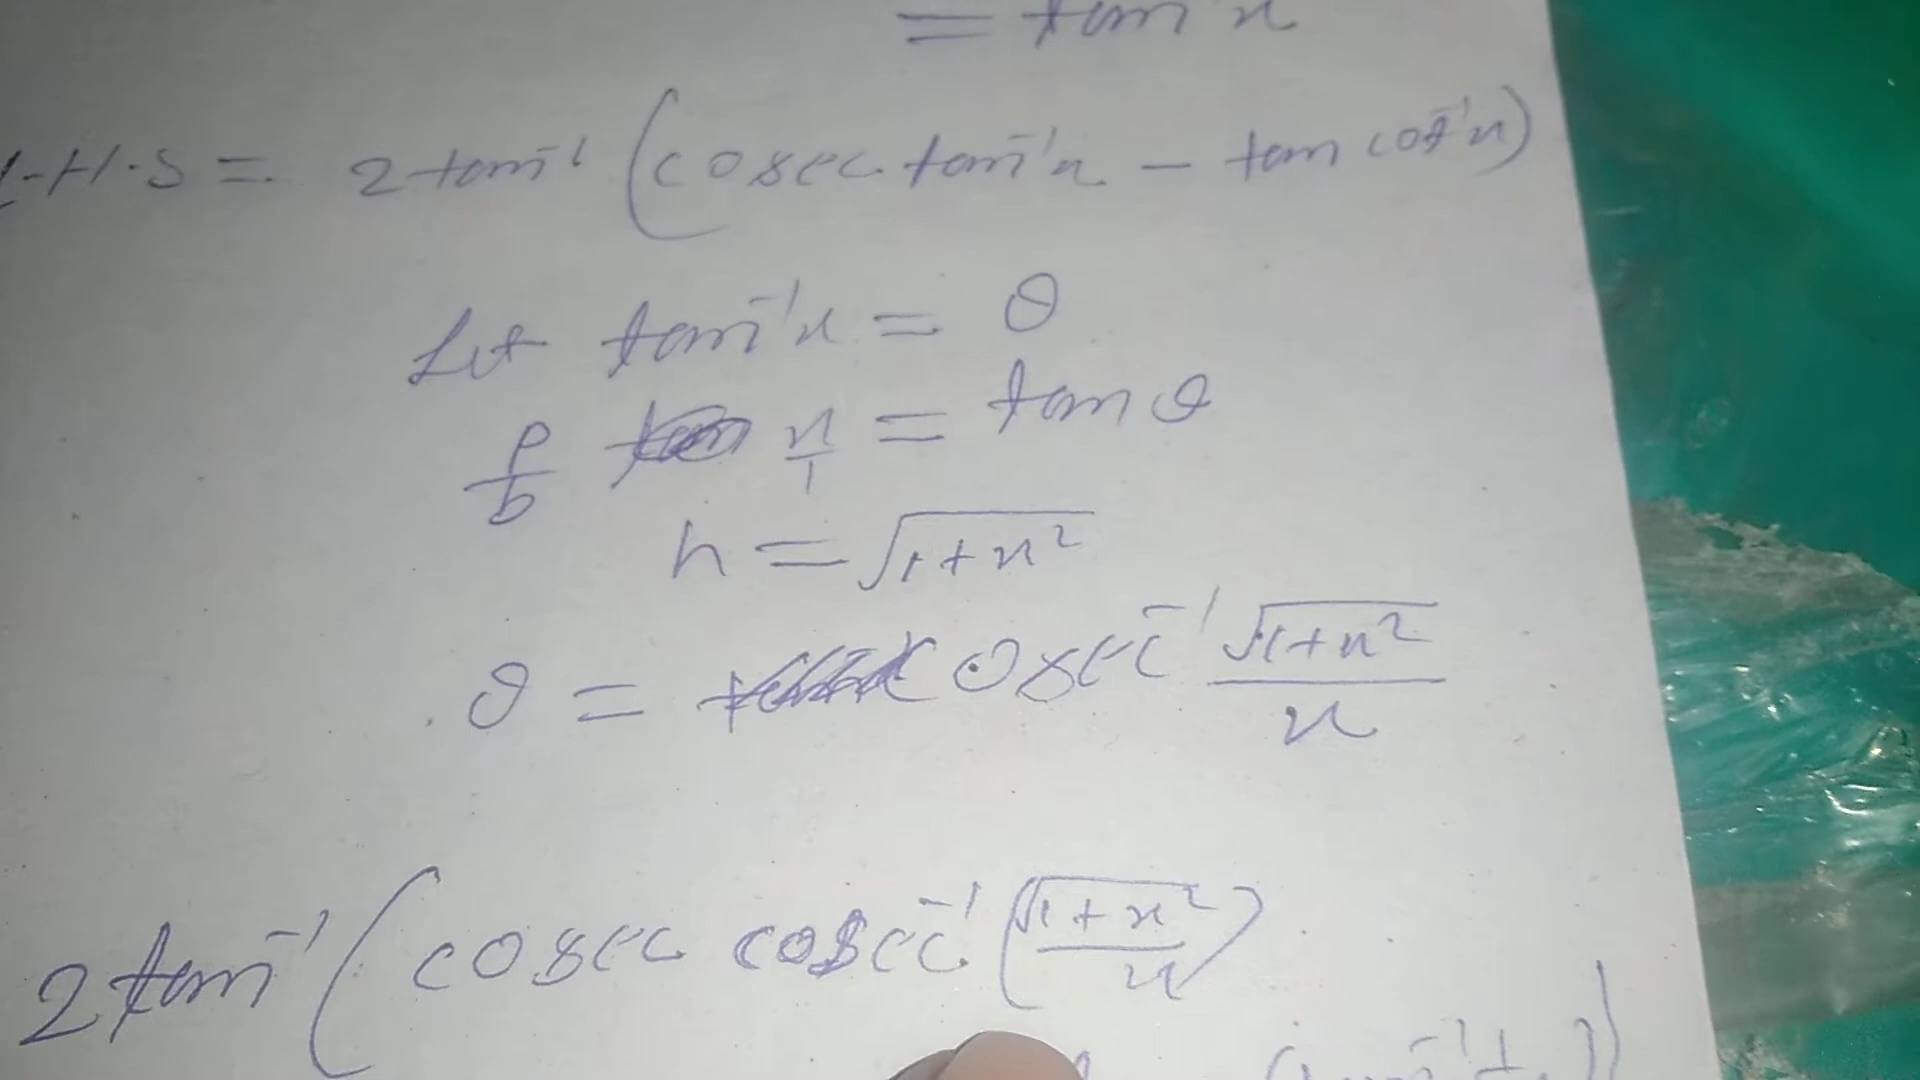 = tan⁻¹x
L.H.S = 2 tan⁻¹ (cosec tan⁻¹x - tan cot⁻¹x)
Let tan⁻¹x = θ
p/b x/1 = tan θ
h = √(1+x²)
θ = cosec⁻¹ √(1+x²)/x
2 tan⁻¹ (cosec cosec⁻¹ (√(1+x²)/x)